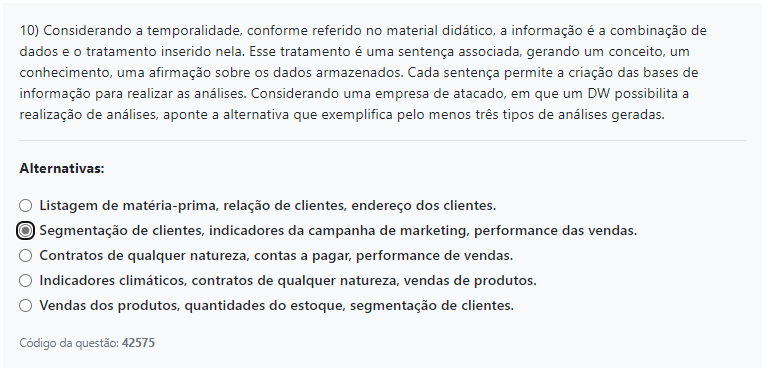 10) Considerando a temporalidade, conforme referido no material didático, a informação é a combinação de
dados e o tratamento inserido nela. Esse tratamento é uma sentença associada, gerando um conceito, um
conhecimento, uma afirmação sobre os dados armazenados. Cada sentença permite a criação das bases de
informação para realizar as análises. Considerando uma empresa de atacado, em que um DW possibilita a
realização de análises, aponte a alternativa que exemplifica pelo menos três tipos de análises geradas.
Alternativas:
Listagem de matéria-prima, relação de clientes, endereço dos clientes.
Segmentação de clientes, indicadores da campanha de marketing, performance das vendas.
Contratos de qualquer natureza, contas a pagar, performance de vendas.
Indicadores climáticos, contratos de qualquer natureza, vendas de produtos.
Vendas dos produtos, quantidades do estoque, segmentação de clientes.
Código da questão: 42575